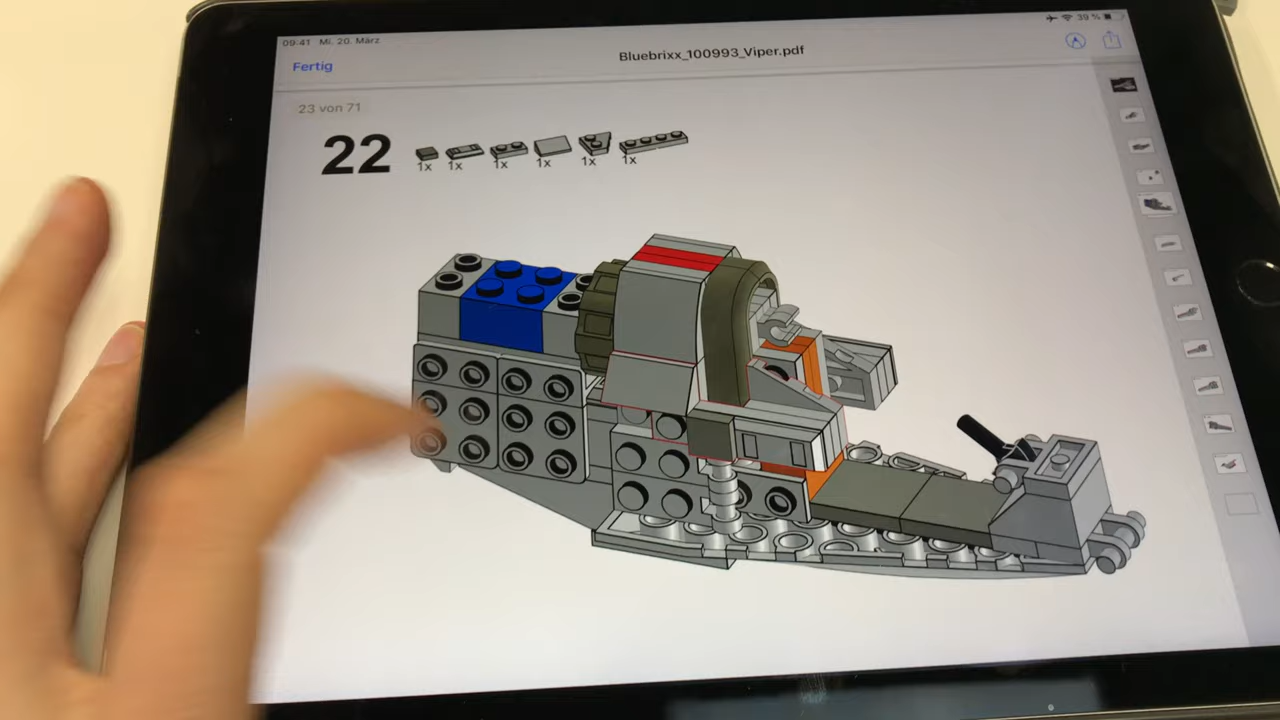 09:41 Mi. 20. März
39 %
Bluebrixx_100993_Viper.pdf
Fertig
23 von 71
22
1x 1x 1x 1x 1x 1x